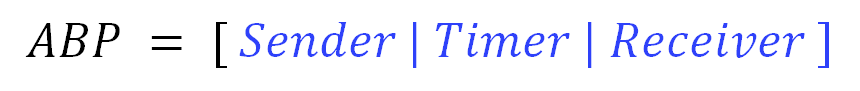 ABP = [ Sender | Timer | Receiver ]